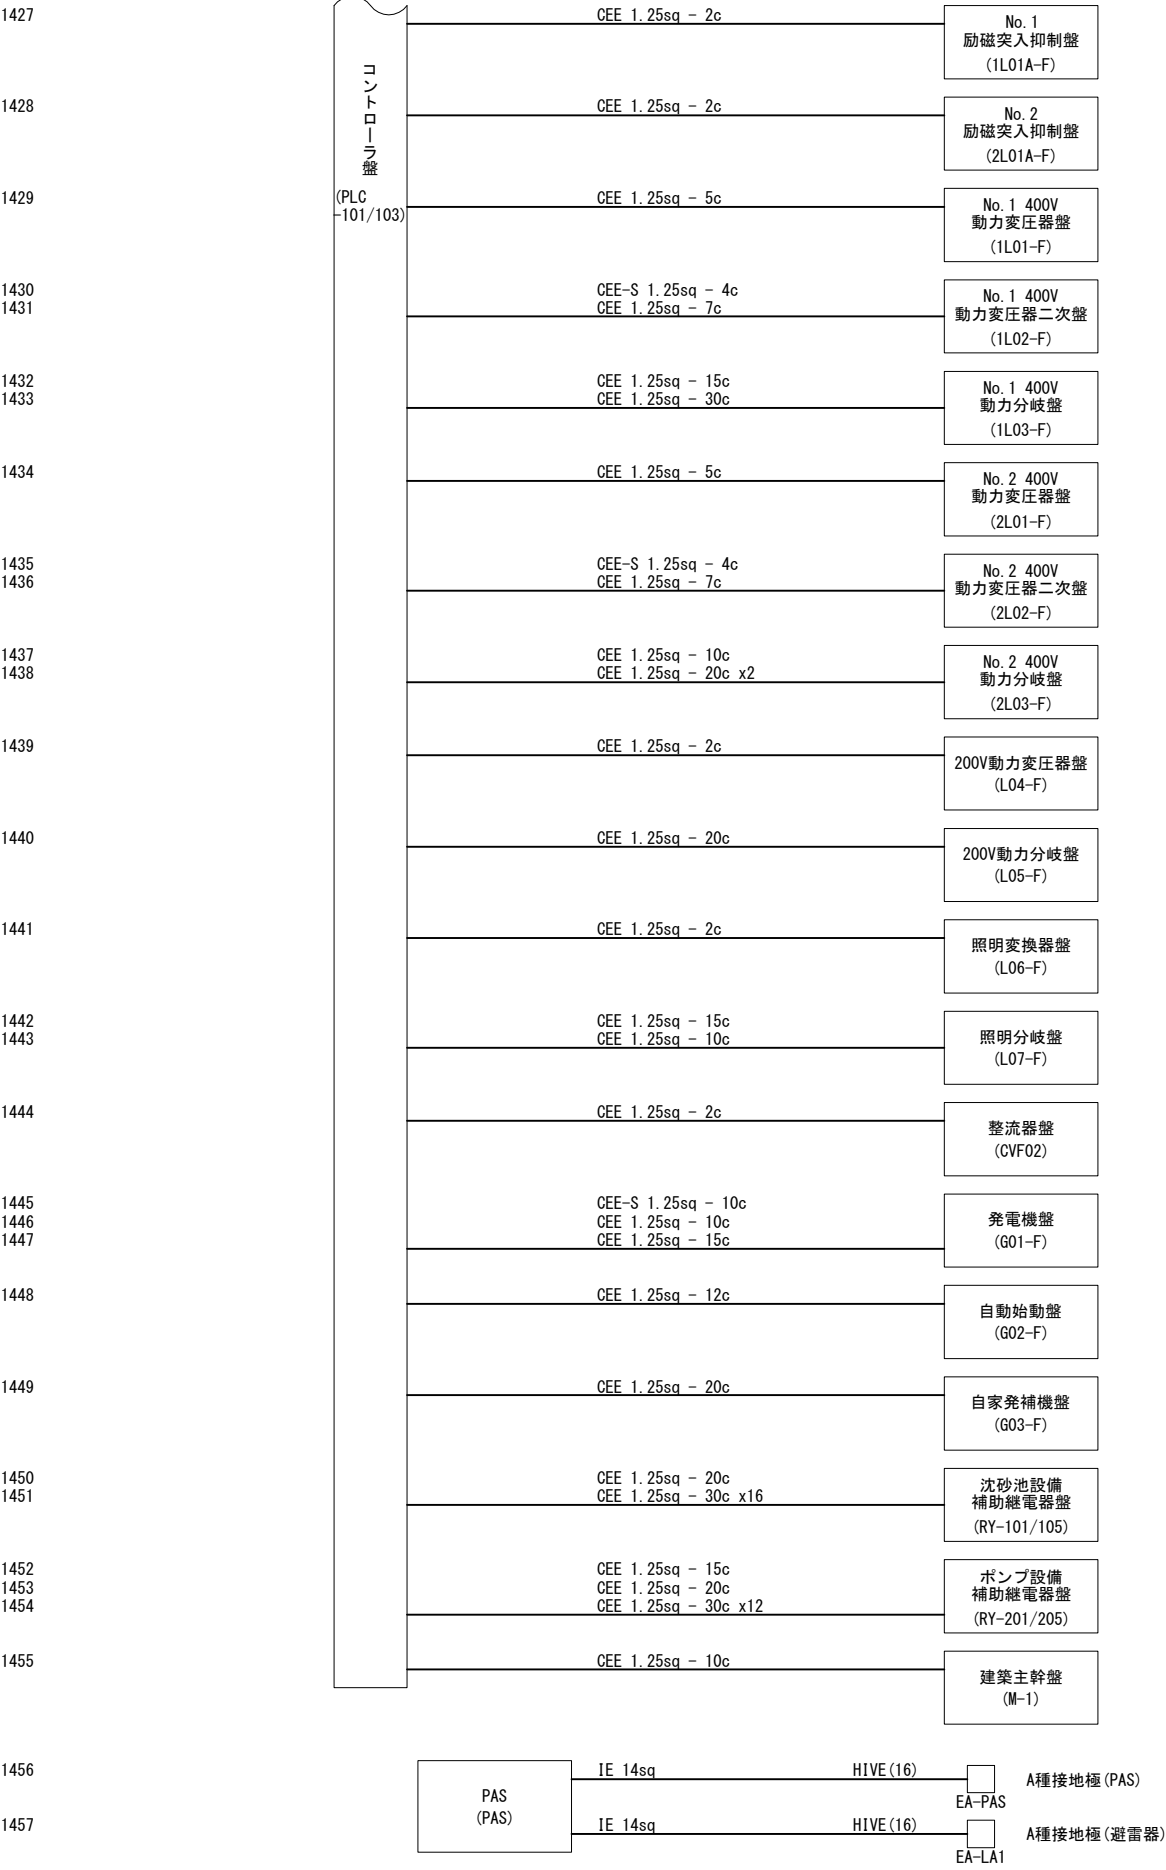 1427 CEE 1.25sq - 2c No.1
励磁突入抑制盤
(1L01A-F)
コントローラ盤
(PLC
-101/103)
1428 CEE 1.25sq - 2c No.2
励磁突入抑制盤
(2L01A-F)
1429 CEE 1.25sq - 5c No.1 400V
動力変圧器盤
(1L01-F)
1430 CEE-S 1.25sq - 4c
1431 CEE 1.25sq - 7c
No.1 400V
動力変圧器二次盤
(1L02-F)
1432 CEE 1.25sq - 15c
1433 CEE 1.25sq - 30c
No.1 400V
動力分岐盤
(1L03-F)
1434 CEE 1.25sq - 5c
No.2 400V
動力変圧器盤
(2L01-F)
1435 CEE-S 1.25sq - 4c
1436 CEE 1.25sq - 7c
No.2 400V
動力変圧器二次盤
(2L02-F)
1437 CEE 1.25sq - 10c
1438 CEE 1.25sq - 20c x2
No.2 400V
動力分岐盤
(2L03-F)
1439 CEE 1.25sq - 2c
200V動力変圧器盤
(L04-F)
1440 CEE 1.25sq - 20c
200V動力分岐盤
(L05-F)
1441 CEE 1.25sq - 2c
照明変換器盤
(L06-F)
1442 CEE 1.25sq - 15c
1443 CEE 1.25sq - 10c
照明分岐盤
(L07-F)
1444 CEE 1.25sq - 2c
整流器盤
(CVF02)
1445 CEE-S 1.25sq - 10c
1446 CEE 1.25sq - 10c
1447 CEE 1.25sq - 15c
発電機盤
(G01-F)
1448 CEE 1.25sq - 12c
自動始動盤
(G02-F)
1449 CEE 1.25sq - 20c
自家発補機盤
(G03-F)
1450 CEE 1.25sq - 20c
1451 CEE 1.25sq - 30c x16
沈砂池設備
補助継電器盤
(RY-101/105)
1452 CEE 1.25sq - 15c
1453 CEE 1.25sq - 20c
1454 CEE 1.25sq - 30c x12
ポンプ設備
補助継電器盤
(RY-201/205)
1455 CEE 1.25sq - 10c
建築主幹盤
(M-1)
1456 IE 14sq HIVE(16)
PAS
(PAS)
EA-PAS
A種接地極(PAS)
1457 IE 14sq HIVE(16)
EA-LA1
A種接地極(避雷器)